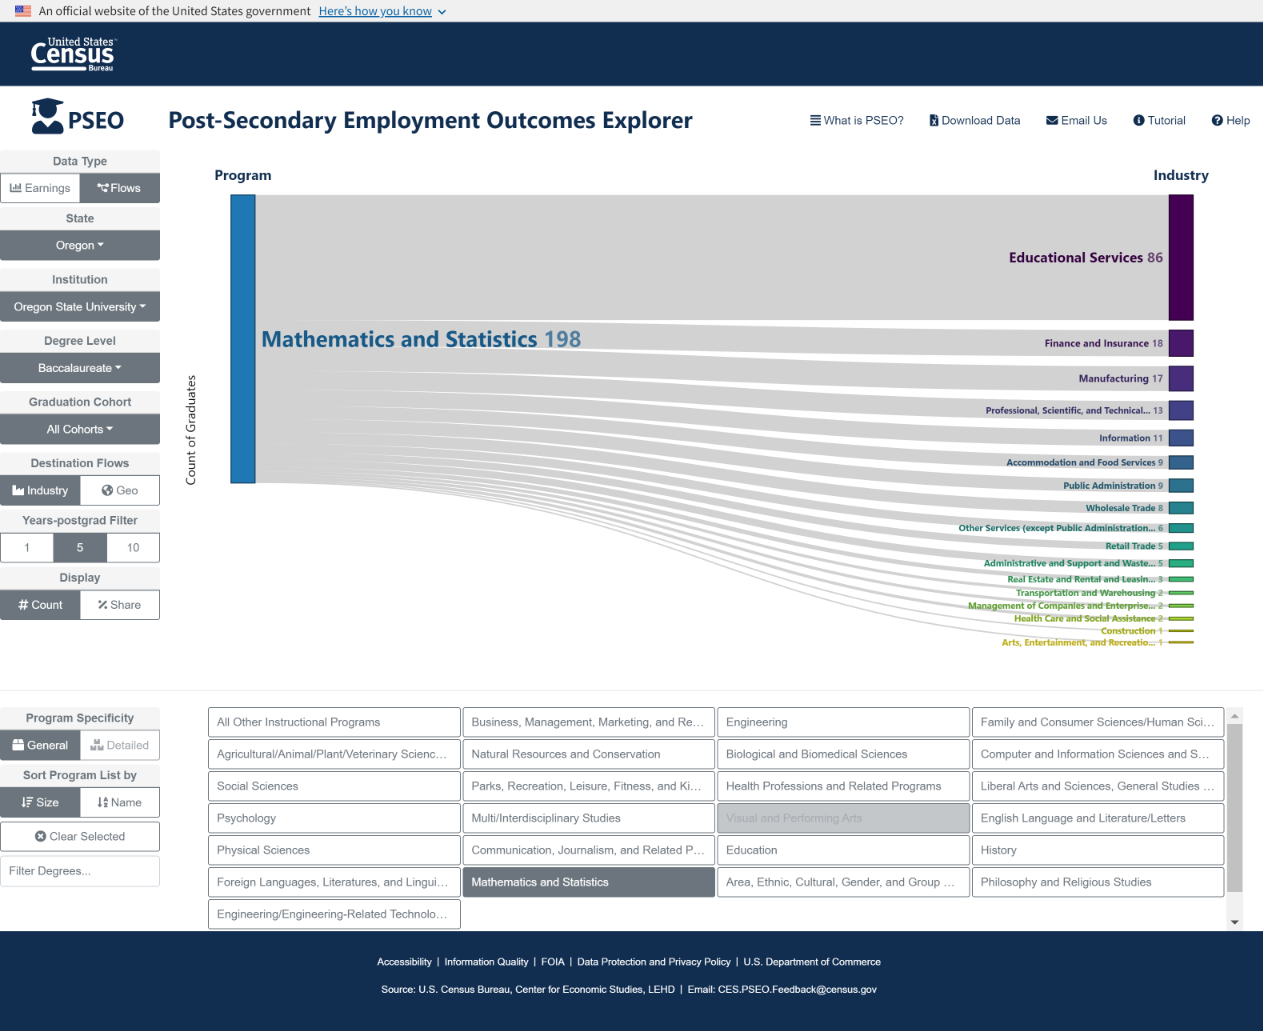 An official website of the United States government Here's how you know
United States™
Census
Bureau
PSEO
Post-Secondary Employment Outcomes Explorer
What is PSEO?
Download Data
Email Us
Tutorial
Help
Data Type
Earnings
Flows
State
Oregon
Institution
Oregon State University
Degree Level
Baccalaureate
Graduation Cohort
All Cohorts
Destination Flows
Industry
Geo
Years-postgrad Filter
1
5
10
Display
# Count
Share
Program
Industry
Count of Graduates
Mathematics and Statistics 198
Educational Services 86
Finance and Insurance 18
Manufacturing 17
Professional, Scientific, and Technical... 13
Information 11
Accommodation and Food Services 9
Public Administration 9
Wholesale Trade 8
Other Services (except Public Administration... 6
Retail Trade 5
Administrative and Support and Waste... 5
Real Estate and Rental and Leasin... 3
Transportation and Warehousing 2
Management of Companies and Enterprise... 2
Health Care and Social Assistance 2
Construction 1
Arts, Entertainment, and Recreatio... 1
Program Specificity
General
Detailed
Sort Program List by
Size
Name
Clear Selected
Filter Degrees...
All Other Instructional Programs
Business, Management, Marketing, and Re...
Engineering
Family and Consumer Sciences/Human Sci...
Agricultural/Animal/Plant/Veterinary Scienc...
Natural Resources and Conservation
Biological and Biomedical Sciences
Computer and Information Sciences and S...
Social Sciences
Parks, Recreation, Leisure, Fitness, and Ki...
Health Professions and Related Programs
Liberal Arts and Sciences, General Studies ...
Psychology
Multi/Interdisciplinary Studies
Visual and Performing Arts
English Language and Literature/Letters
Physical Sciences
Communication, Journalism, and Related P...
Education
History
Foreign Languages, Literatures, and Lingui...
Mathematics and Statistics
Area, Ethnic, Cultural, Gender, and Group ...
Philosophy and Religious Studies
Engineering/Engineering-Related Technolo...
Accessibility | Information Quality | FOIA | Data Protection and Privacy Policy | U.S. Department of Commerce
Source: U.S. Census Bureau, Center for Economic Studies, LEHD | Email: CES.PSEO.Feedback@census.gov